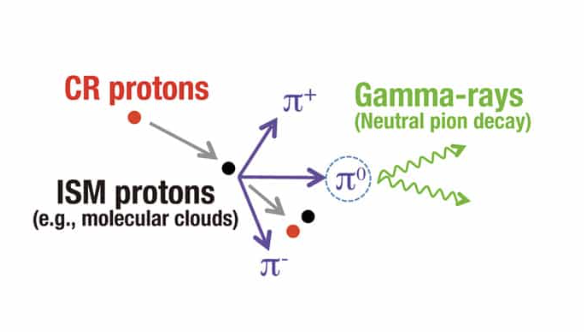 CR protons
π+
Gamma-rays
(Neutral pion decay)
π0
ISM protons
(e.g., molecular clouds)
π-